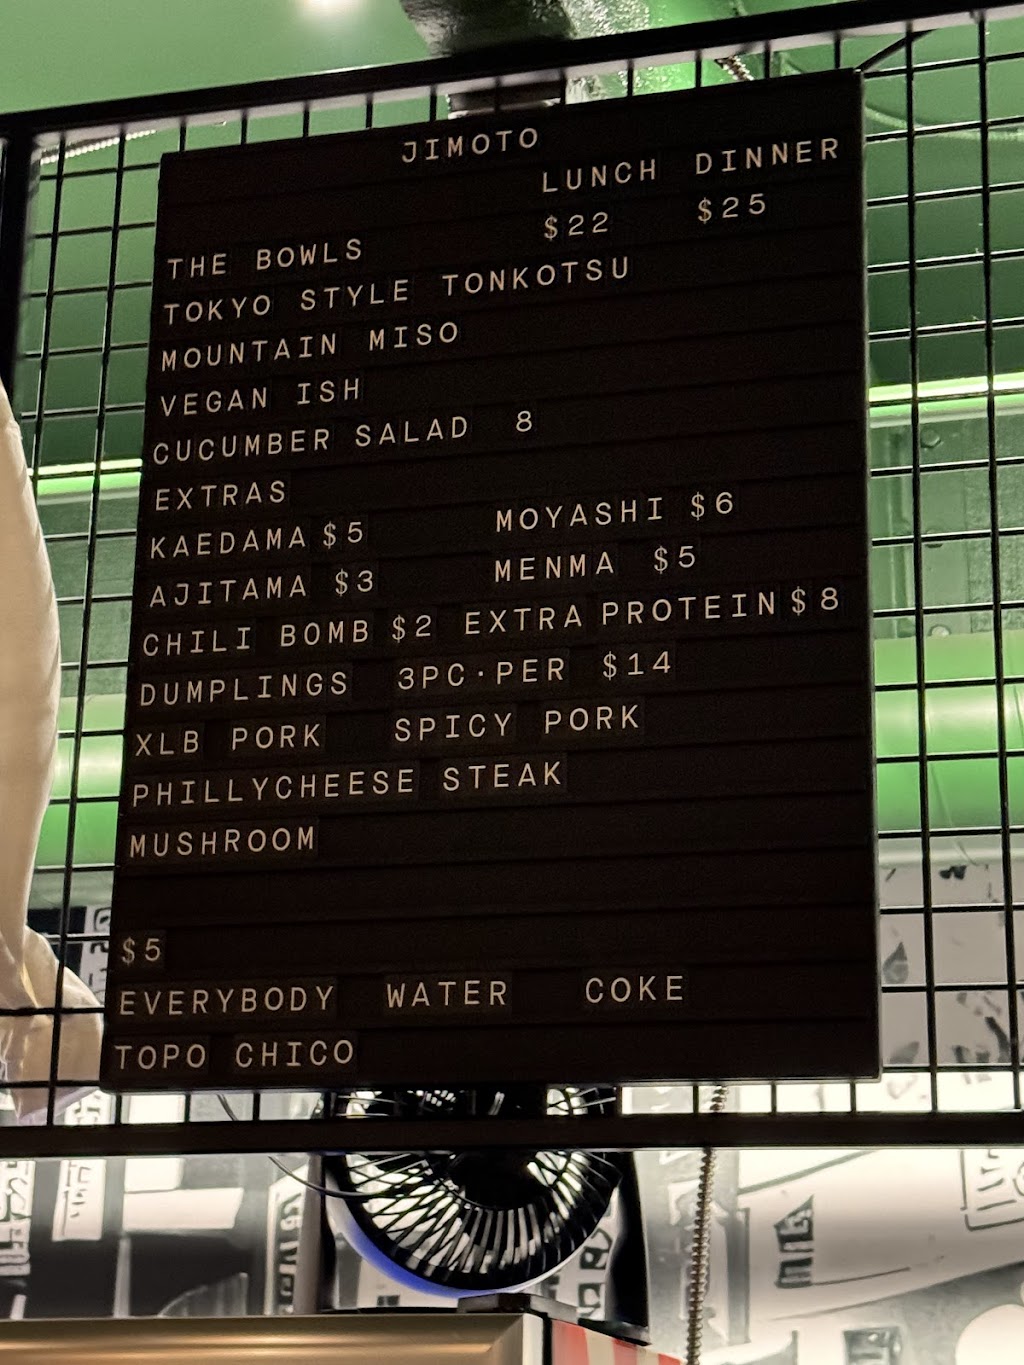 JIMOTO
LUNCH DINNER
$22 $25
THE BOWLS
TOKYO STYLE TONKOTSU
MOUNTAIN MISO
VEGAN ISH
CUCUMBER SALAD 8
EXTRAS
KAEDAMA $5 MOYASHI $6
AJITAMA $3 MENMA $5
CHILI BOMB $2 EXTRA PROTEIN $8
DUMPLINGS 3PC·PER $14
XLB PORK SPICY PORK
PHILLYCHEESE STEAK
MUSHROOM
$5
EVERYBODY WATER COKE
TOPO CHICO